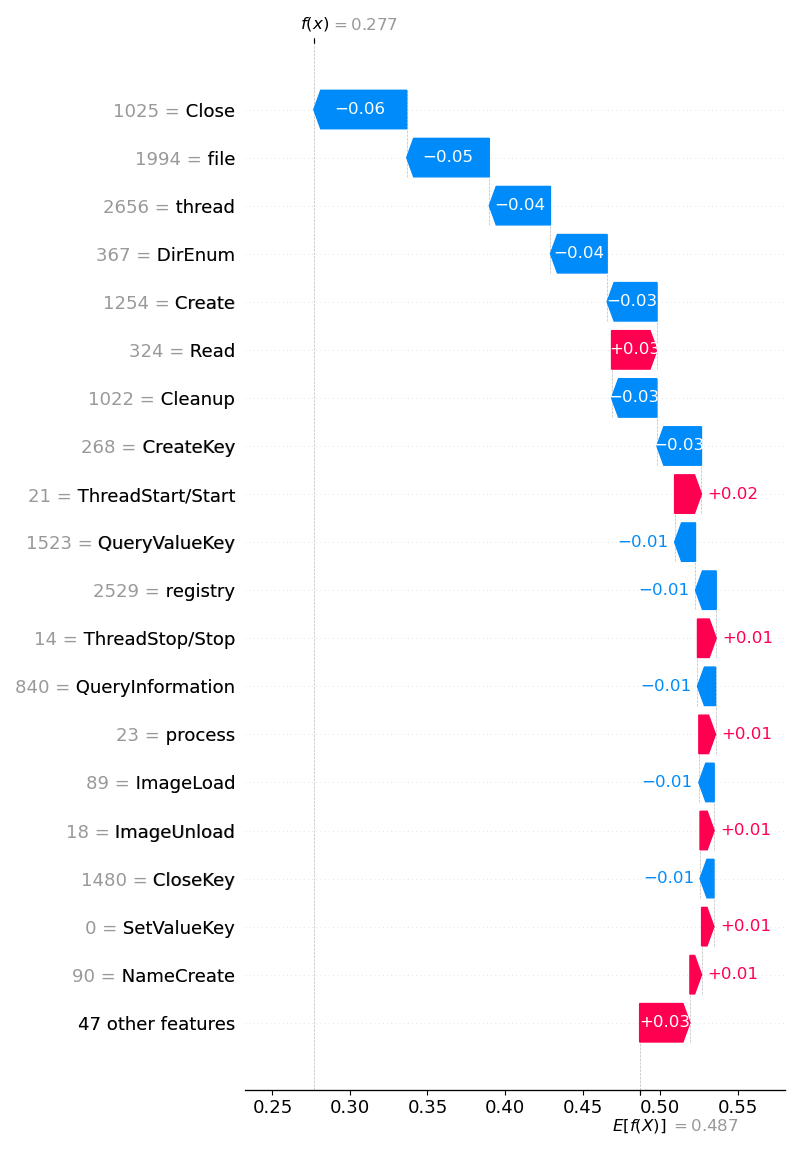 f(x) = 0.277
1025 = Close −0.06
1994 = file −0.05
2656 = thread −0.04
367 = DirEnum −0.04
1254 = Create −0.03
324 = Read +0.03
1022 = Cleanup −0.03
268 = CreateKey −0.03
21 = ThreadStart/Start +0.02
1523 = QueryValueKey −0.01
2529 = registry −0.01
14 = ThreadStop/Stop +0.01
840 = QueryInformation −0.01
23 = process +0.01
89 = ImageLoad −0.01
18 = ImageUnload +0.01
1480 = CloseKey −0.01
0 = SetValueKey +0.01
90 = NameCreate +0.01
47 other features +0.03
0.25 0.30 0.35 0.40 0.45 0.50 0.55
E[f(X)] = 0.487